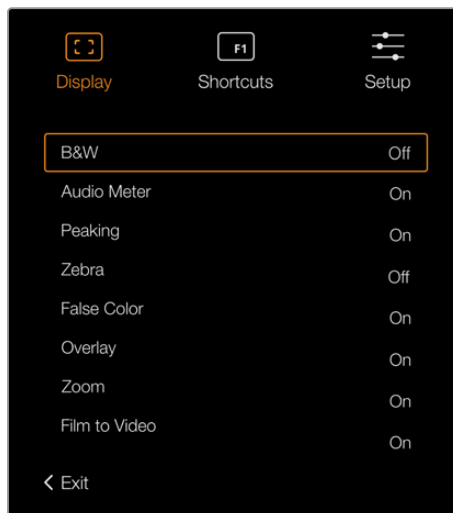 F1
Display Shortcuts Setup
B&W Off
Audio Meter On
Peaking On
Zebra Off
False Color On
Overlay On
Zoom On
Film to Video On
Exit